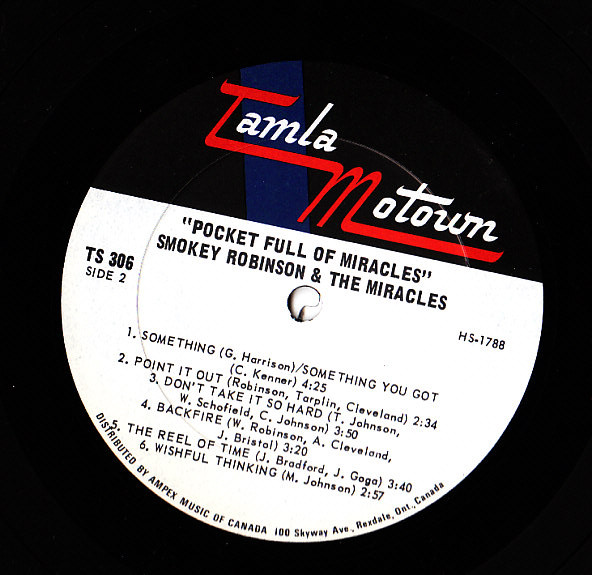 Tamla
Motown
"POCKET FULL OF MIRACLES"
SMOKEY ROBINSON & THE MIRACLES
TS 306
SIDE 2
HS-1788
1. SOMETHING (G. Harrison)/SOMETHING YOU GOT
(C. Kenner) 4:25
2. POINT IT OUT (Robinson, Tarplin, Cleveland) 2:34
3. DON'T TAKE IT SO HARD (T. Johnson,
W. Schofield, C. Johnson) 3:50
4. BACKFIRE (W. Robinson, A. Cleveland,
J. Bristol) 3:20
5. THE REEL OF TIME (J. Bradford, J. Goga) 3:40
6. WISHFUL THINKING (M. Johnson) 2:57
DISTRIBUTED BY AMPEX MUSIC OF CANADA 100 Skyway Ave., Rexdale, Ont., Canada